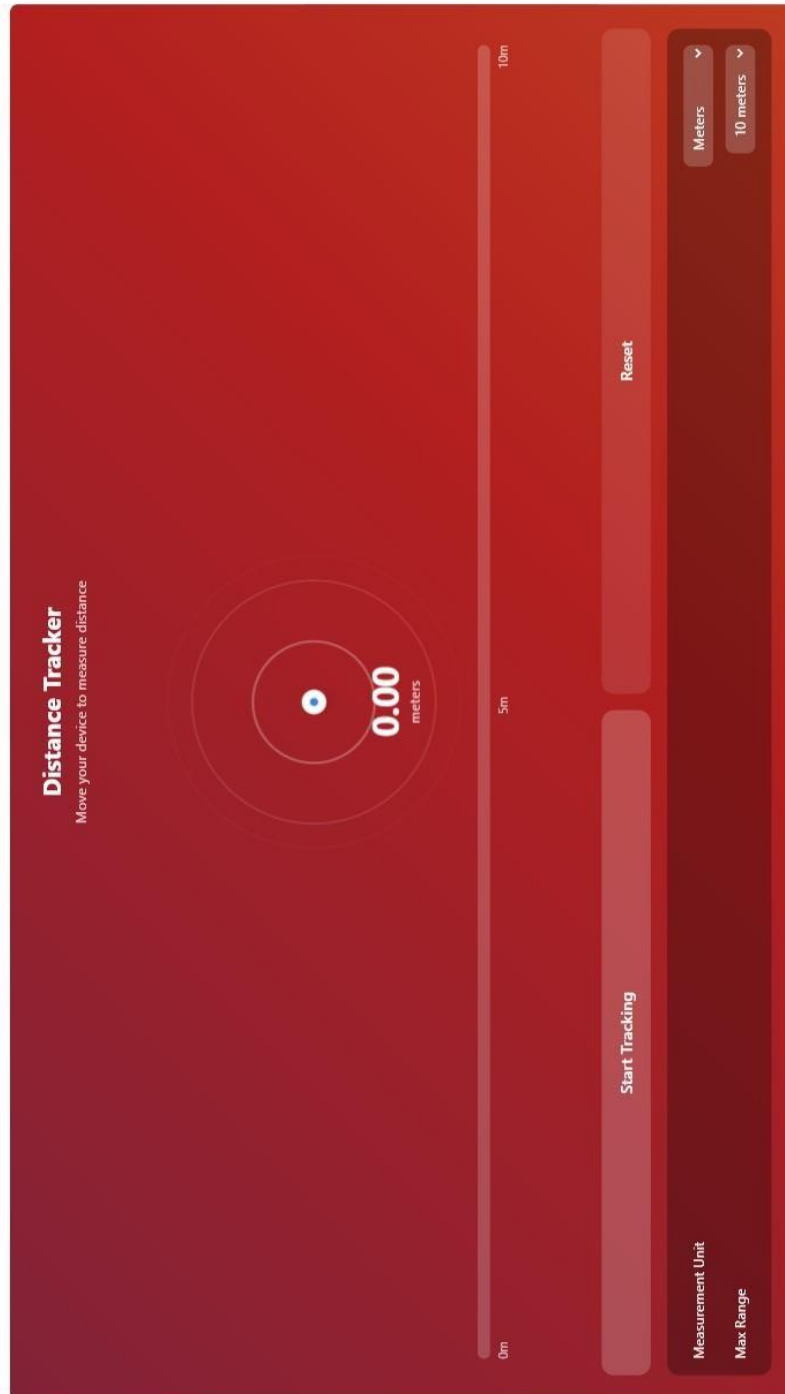 Distance Tracker
Move your device to measure distance
0.00
meters
0m 5m 10m
Start Tracking Reset
Measurement Unit Meters
Max Range 10 meters